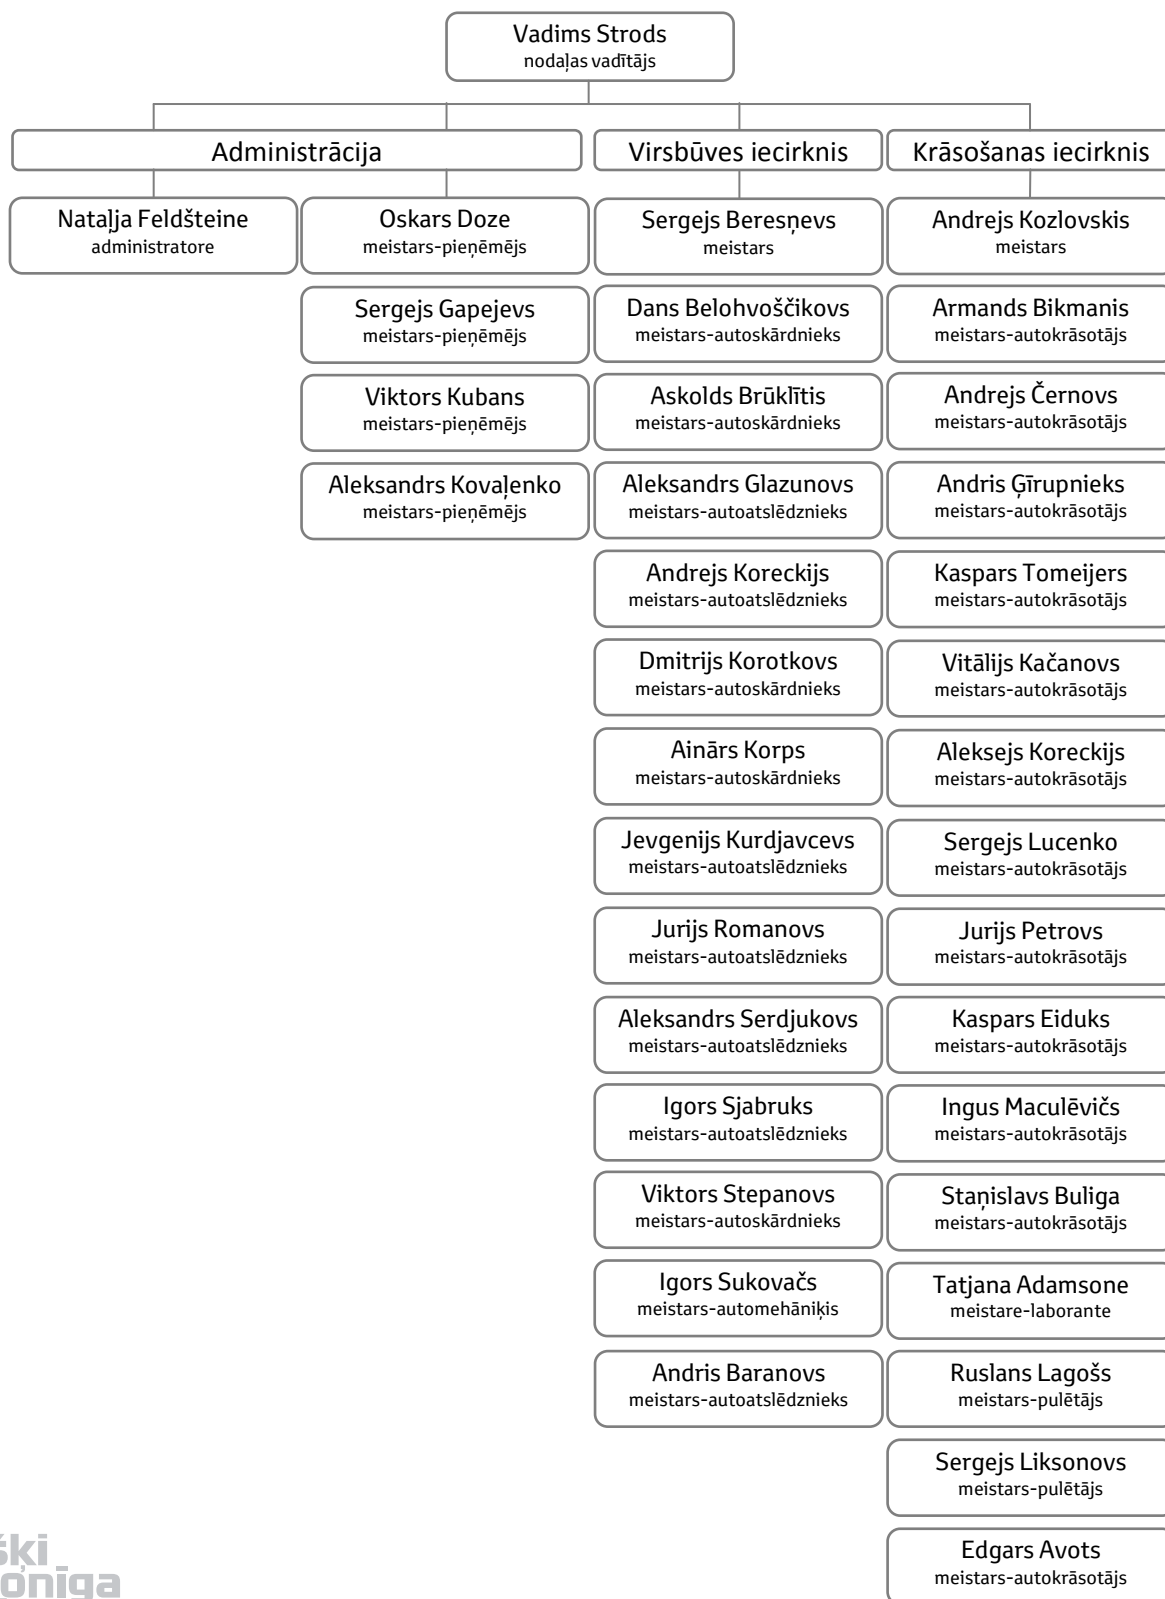 Vadims Strods
nodaļas vadītājs
Administrācija
Virsbūves iecirknis
Krāsošanas iecirknis
Nataļja Feldšteine
administratore
Oskars Doze
meistars-pieņēmējs
Sergejs Beresņevs
meistars
Andrejs Kozlovskis
meistars
Sergejs Gapejevs
meistars-pieņēmējs
Dans Belohvoščikovs
meistars-autoskārdnieks
Armands Bikmanis
meistars-autokrāsotājs
Viktors Kubans
meistars-pieņēmējs
Askolds Brūklītis
meistars-autoskārdnieks
Andrejs Černovs
meistars-autokrāsotājs
Aleksandrs Kovaļenko
meistars-pieņēmējs
Aleksandrs Glazunovs
meistars-autoatslēdznieks
Andris Ģīrupnieks
meistars-autokrāsotājs
Andrejs Koreckijs
meistars-autoatslēdznieks
Kaspars Tomeijers
meistars-autokrāsotājs
Dmitrijs Korotkovs
meistars-autoskārdnieks
Vitālijs Kačanovs
meistars-autokrāsotājs
Ainārs Korps
meistars-autoskārdnieks
Aleksejs Koreckijs
meistars-autokrāsotājs
Jevgenijs Kurdjavcevs
meistars-autoatslēdznieks
Sergejs Lucenko
meistars-autokrāsotājs
Jurijs Romanovs
meistars-autoatslēdznieks
Jurijs Petrovs
meistars-autokrāsotājs
Aleksandrs Serdjukovs
meistars-autoatslēdznieks
Kaspars Eiduks
meistars-autokrāsotājs
Igors Sjabruks
meistars-autoatslēdznieks
Ingus Maculēvičs
meistars-autokrāsotājs
Viktors Stepanovs
meistars-autoskārdnieks
Staņislavs Buliga
meistars-autokrāsotājs
Igors Sukovačs
meistars-automehāniķis
Tatjana Adamsone
meistare-laborante
Andris Baranovs
meistars-autoatslēdznieks
Ruslans Lagošs
meistars-pulētājs
Sergejs Liksonovs
meistars-pulētājs
Edgars Avots
meistars-autokrāsotājs